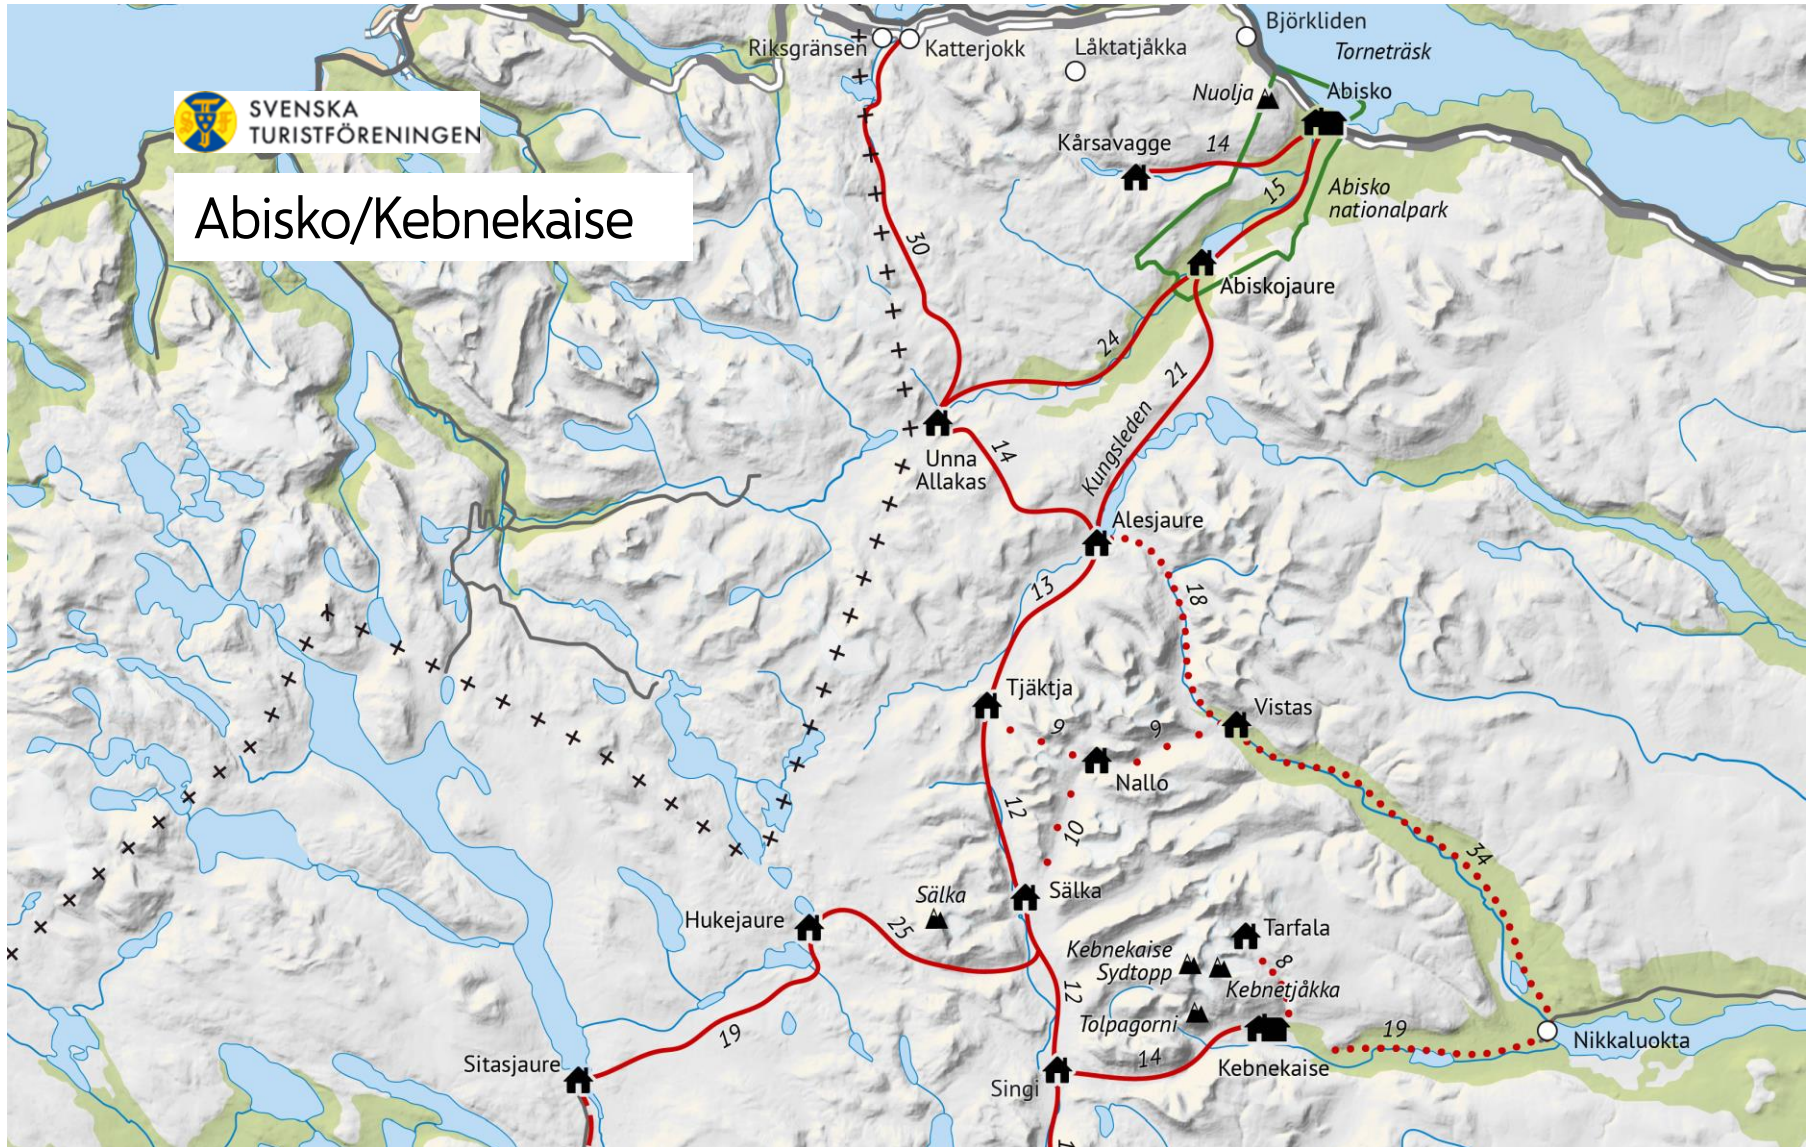 Björkliden
Riksgränsen
Katterjokk
Låktatjåkka
Torneträsk
Nuolja
Abisko
SVENSKA
TURISTFÖRENINGEN
Kårsavagge
14
15
Abisko
nationalpark
Abisko/Kebnekaise
30
Abiskojaure
24
21
Kungsleden
14
Unna
Allakas
Alesjaure
13
18
Tjäktja
Vistas
9
9
Nallo
12
10
34
Sälka
Sälka
Hukejaure
25
Tarfala
Kebnekaise
Sydtopp
8
Kebnetjåkka
12
Tolpagorni
19
19
Nikkaluokta
14
Kebnekaise
Sitasjaure
Singi